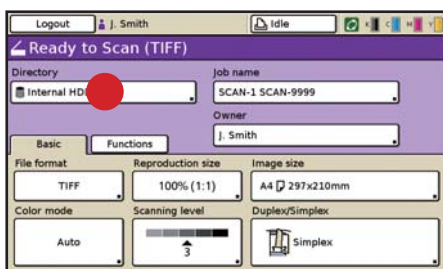 Logout J. Smith Idle K C M Y
Ready to Scan (TIFF)
Directory Job name
Internal HDD SCAN-1 SCAN-9999
Owner
J. Smith
Basic Functions
File format Reproduction size Image size
TIFF 100% (1:1) A4 297x210mm
Color mode Scanning level Duplex/Simplex
Auto 3 Simplex